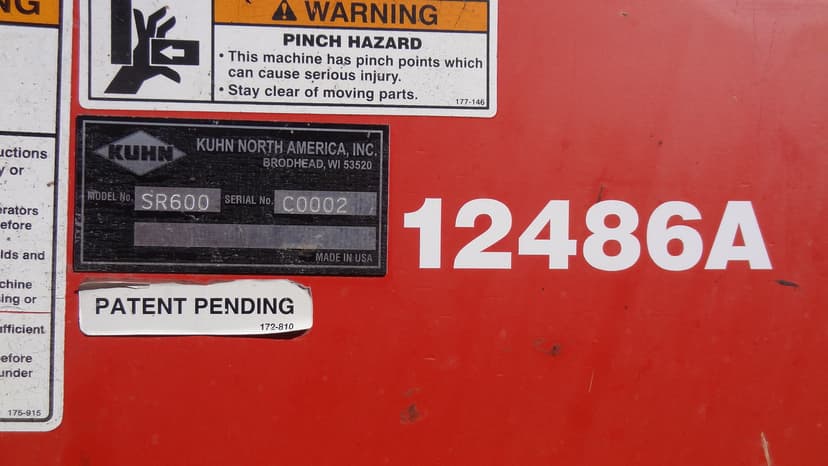 NG
uctions
y or
erators
efore
lds and
chine
ing or
fficient
efore
under
175-915
WARNING
PINCH HAZARD
• This machine has pinch points which
can cause serious injury.
• Stay clear of moving parts.
177-146
KUHN
KUHN NORTH AMERICA, INC.
BRODHEAD, WI 53520
MODEL No. SR600 SERIAL No. C0002
MADE IN USA
12486A
PATENT PENDING
172-810